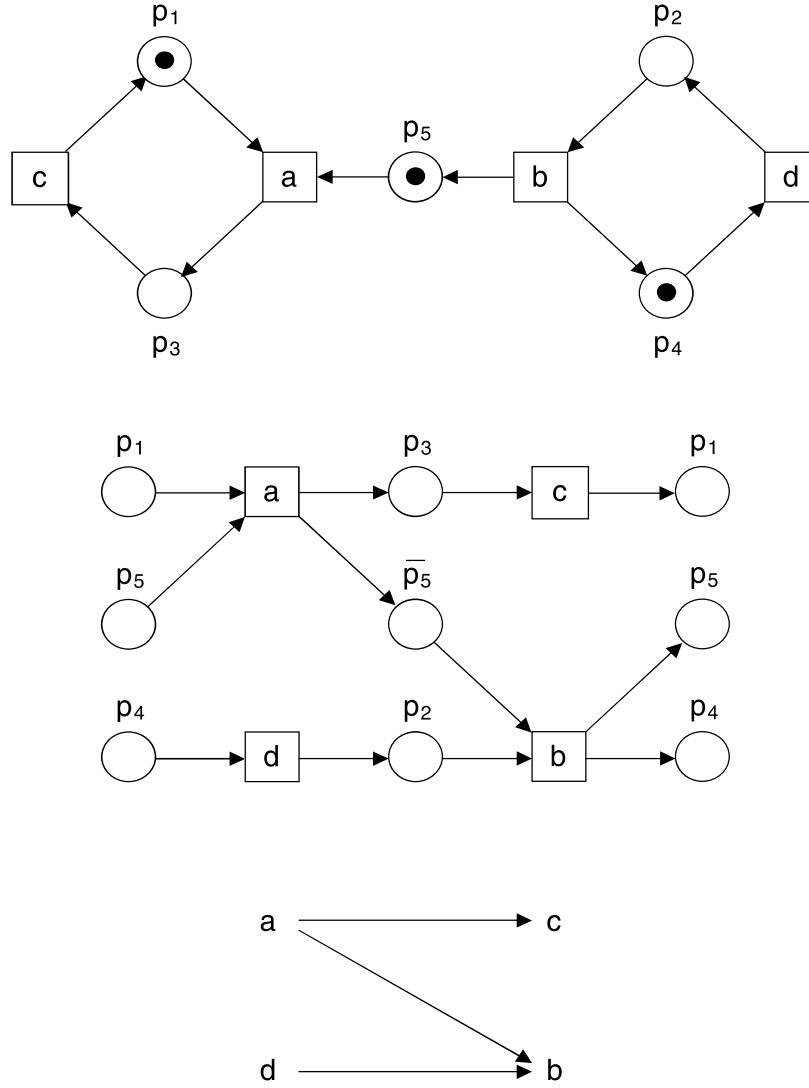 p₁ p₂
p₅
c a b d
p₃ p₄
p₁ p₃ p₁
a c
p₅ p̅₅ p₅
p₄ p₂ p₄
d b
a c
d b